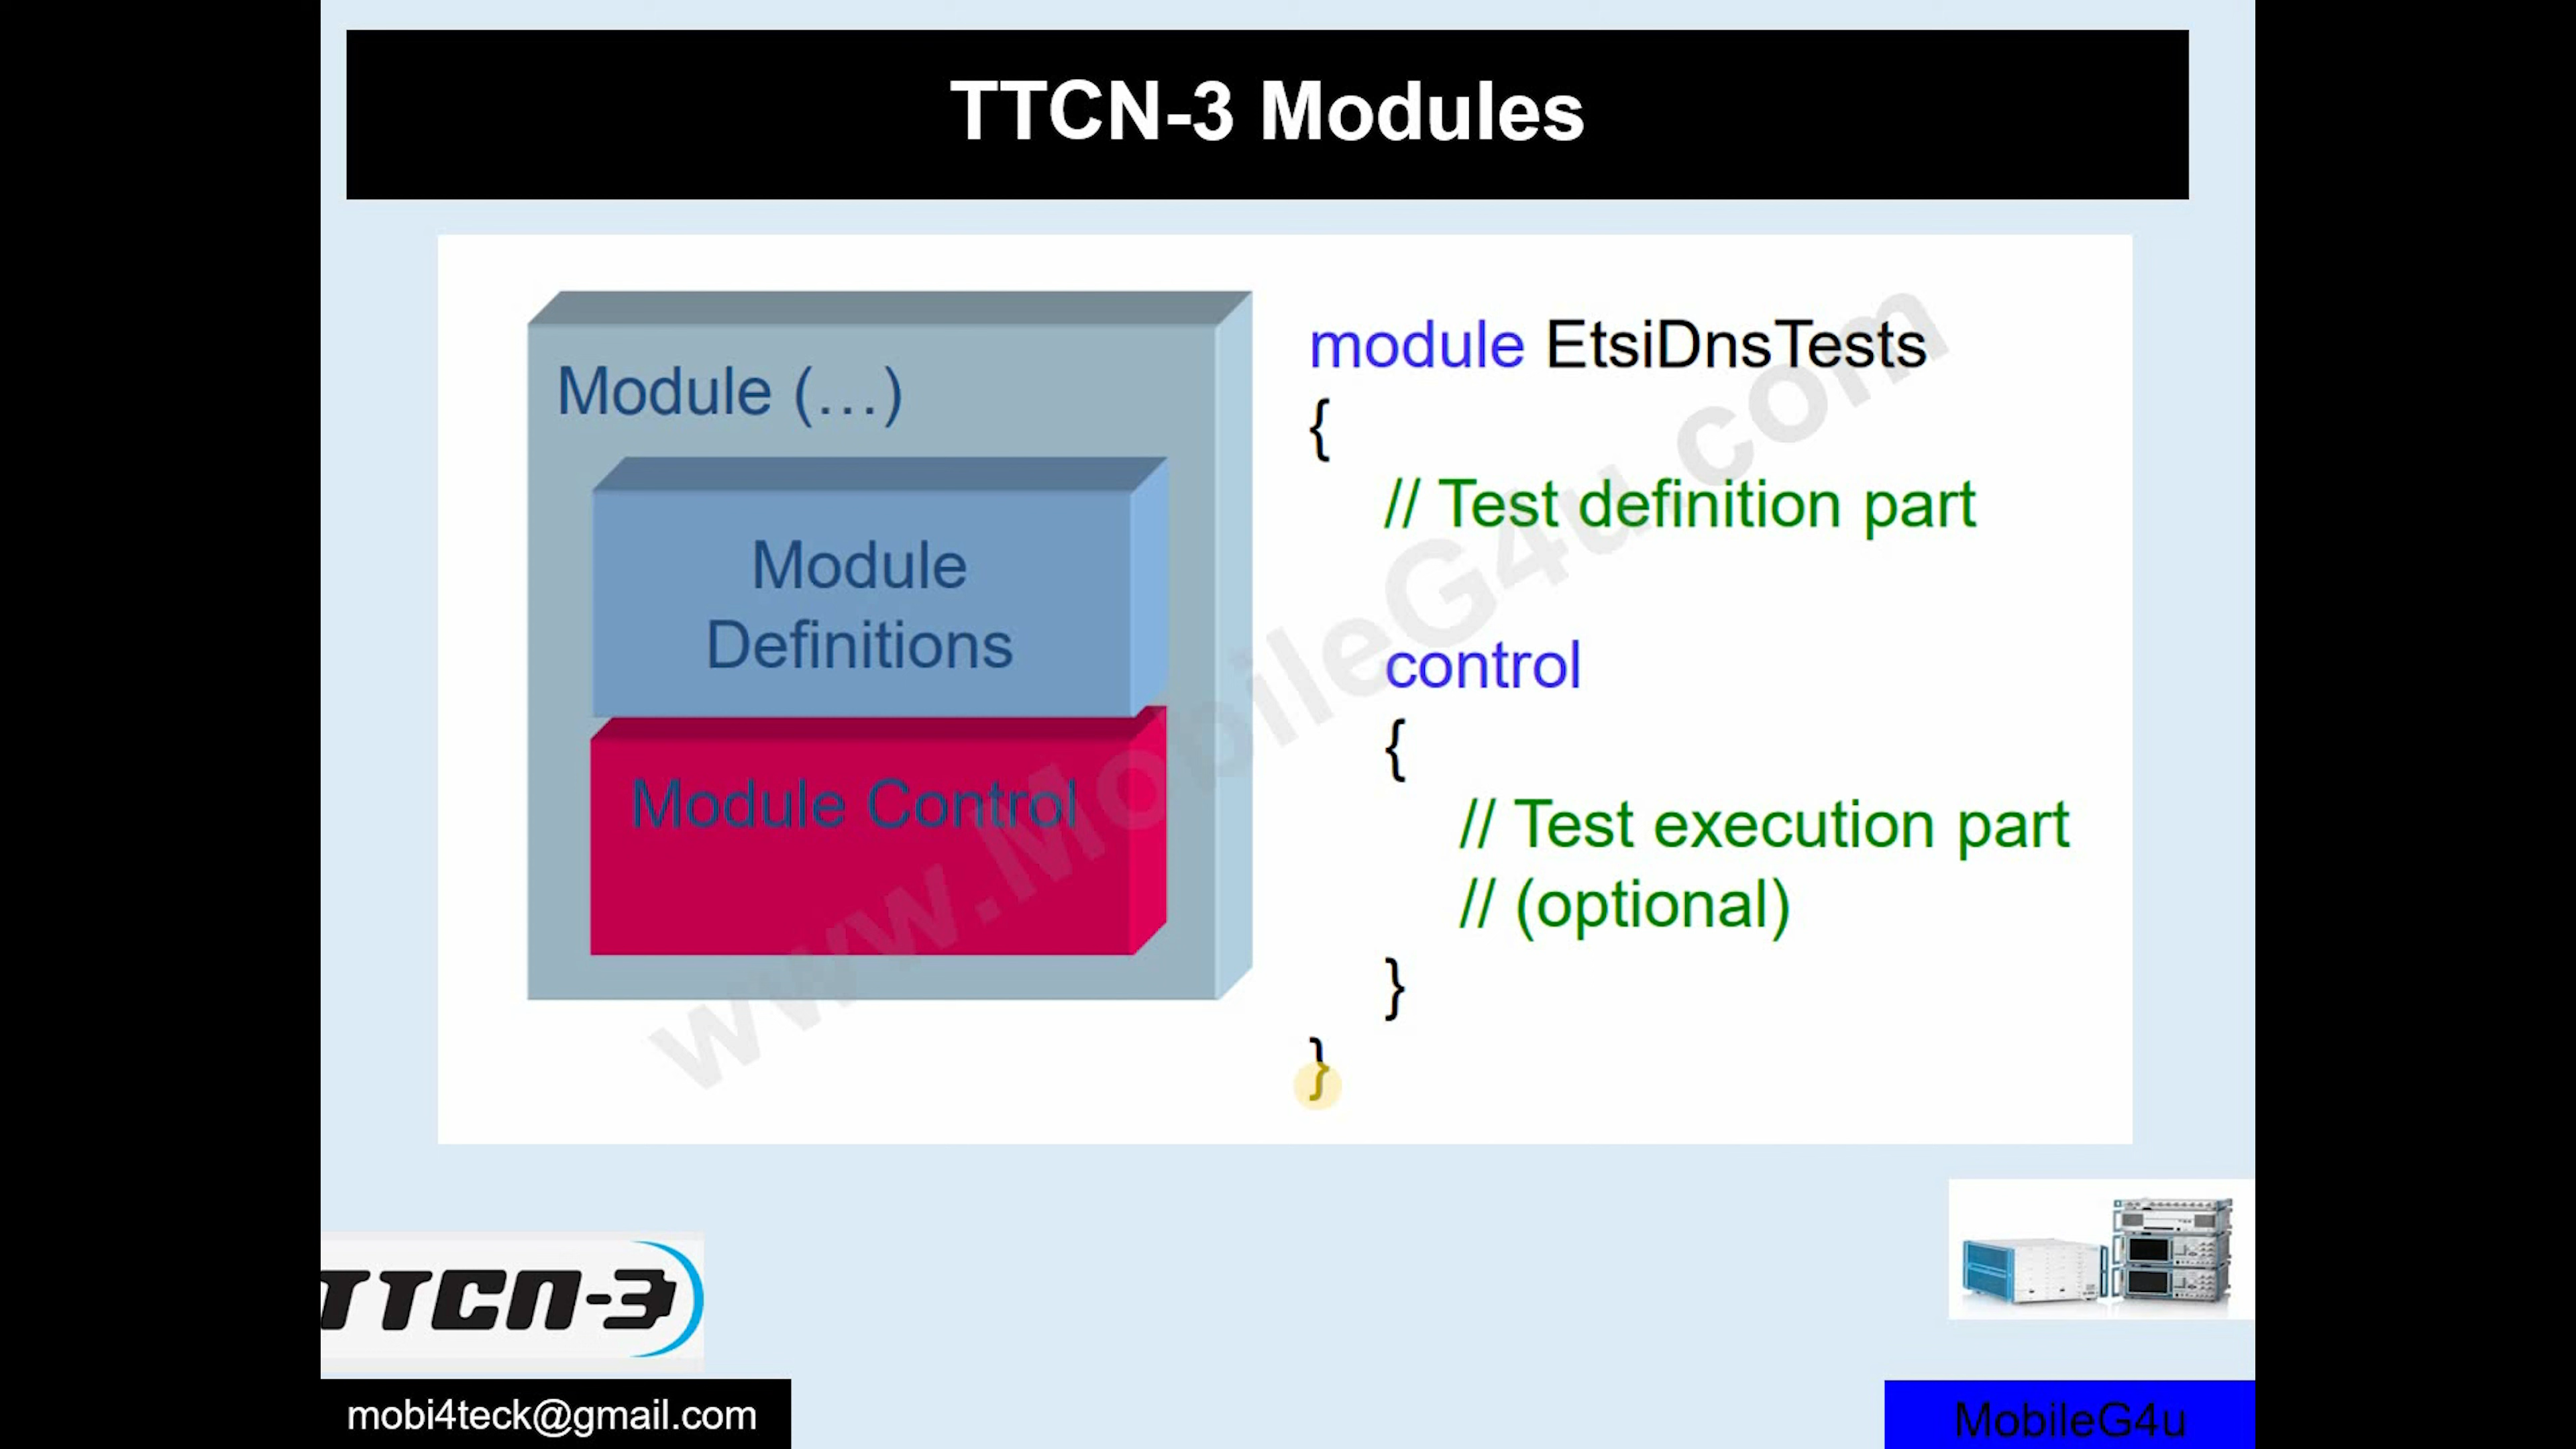 TTCN-3 Modules
Module (…)
Module
Definitions
Module Control
module EtsiDnsTests
{
// Test definition part
control
{
// Test execution part
// (optional)
}
}
www.MobileG4u.com
TTCN-3
mobi4teck@gmail.com
MobileG4u